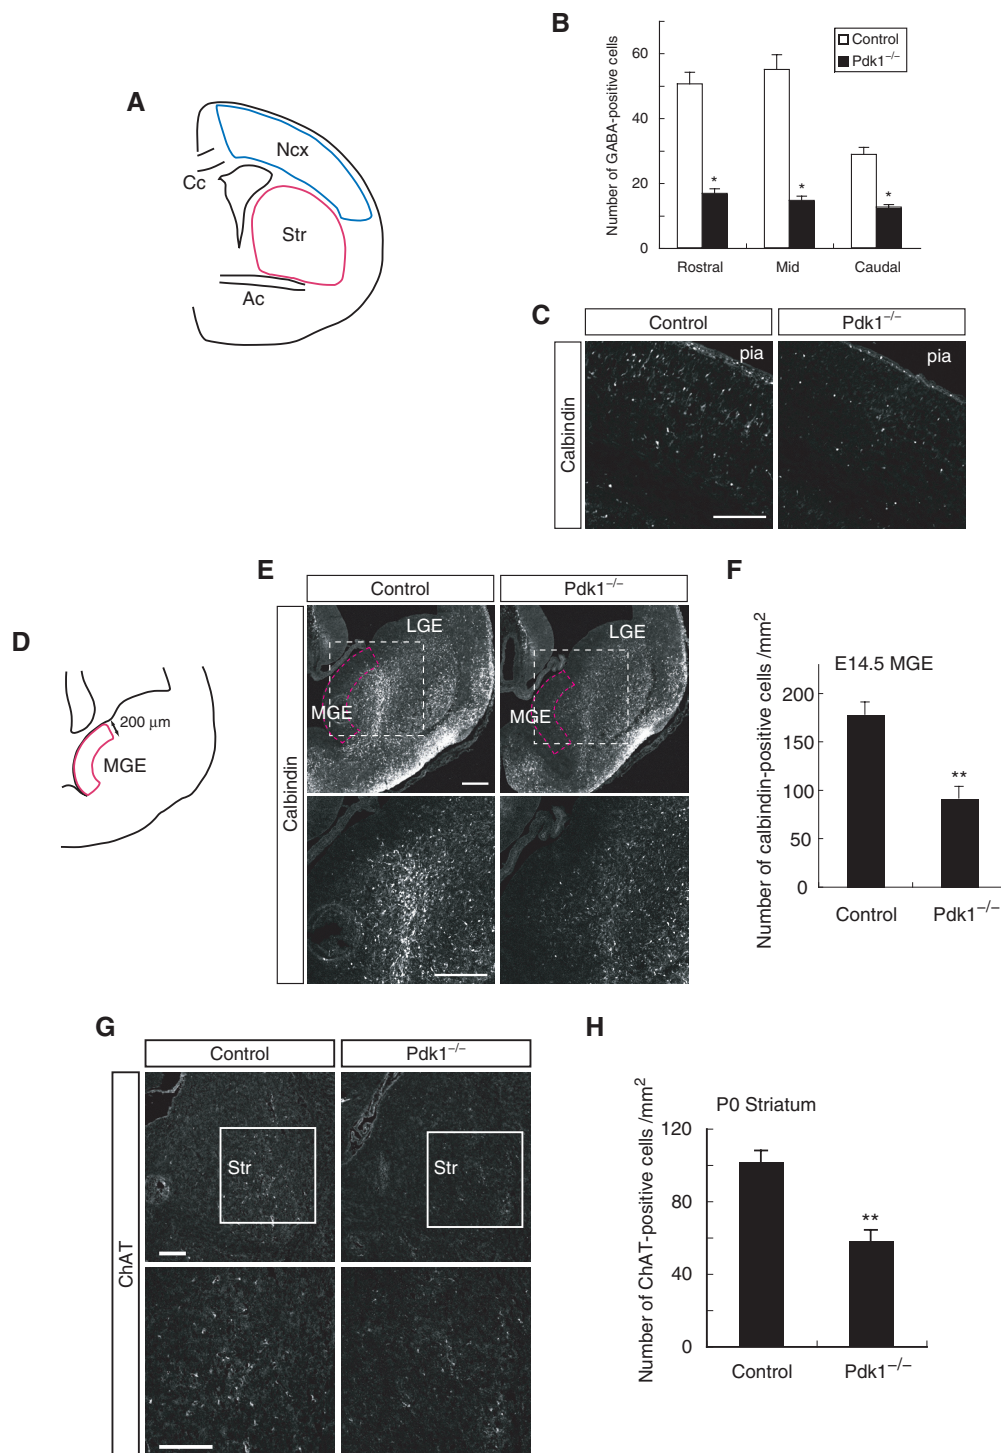 A
Ncx
Cc
Str
Ac
B
Number of GABA-positive cells
60
40
20
0
Control
Pdk1−/−
*
*
*
Rostral
Mid
Caudal
C
Control
Pdk1−/−
Calbindin
pia
pia
D
200 μm
MGE
E
Control
Pdk1−/−
Calbindin
LGE
MGE
LGE
MGE
F
E14.5 MGE
Number of calbindin-positive cells /mm2
200
150
100
50
0
**
Control
Pdk1−/−
G
Control
Pdk1−/−
ChAT
Str
Str
H
P0 Striatum
Number of ChAT-positive cells /mm2
120
80
40
0
**
Control
Pdk1−/−